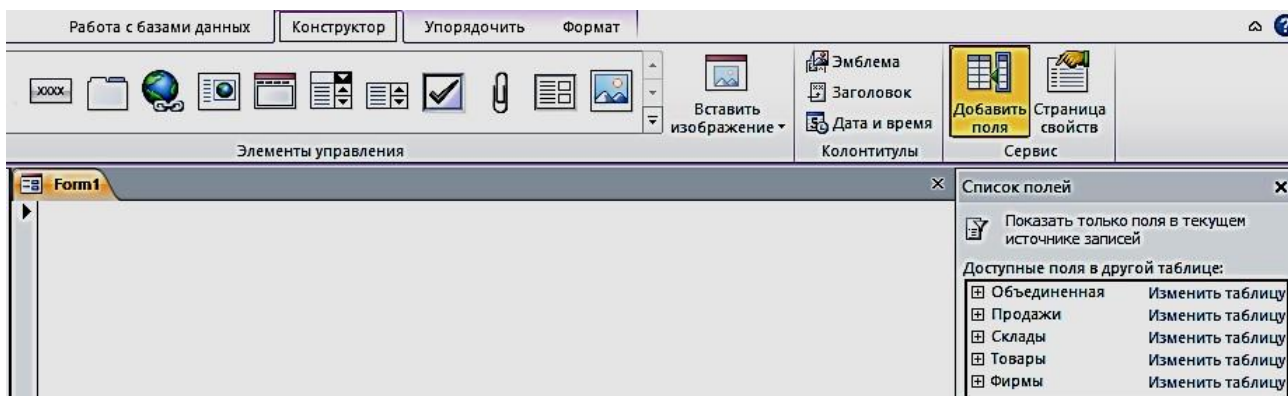 Работа с базами данных Конструктор Упорядочить Формат
XXXX
Вставить
изображение
Эмблема
Заголовок
Дата и время
Добавить
поля
Страница
свойств
Элементы управления Колонтитулы Сервис
Form1
Список полей
Показать только поля в текущем
источнике записей
Доступные поля в другой таблице:
Объединенная Изменить таблицу
Продажи Изменить таблицу
Склады Изменить таблицу
Товары Изменить таблицу
Фирмы Изменить таблицу